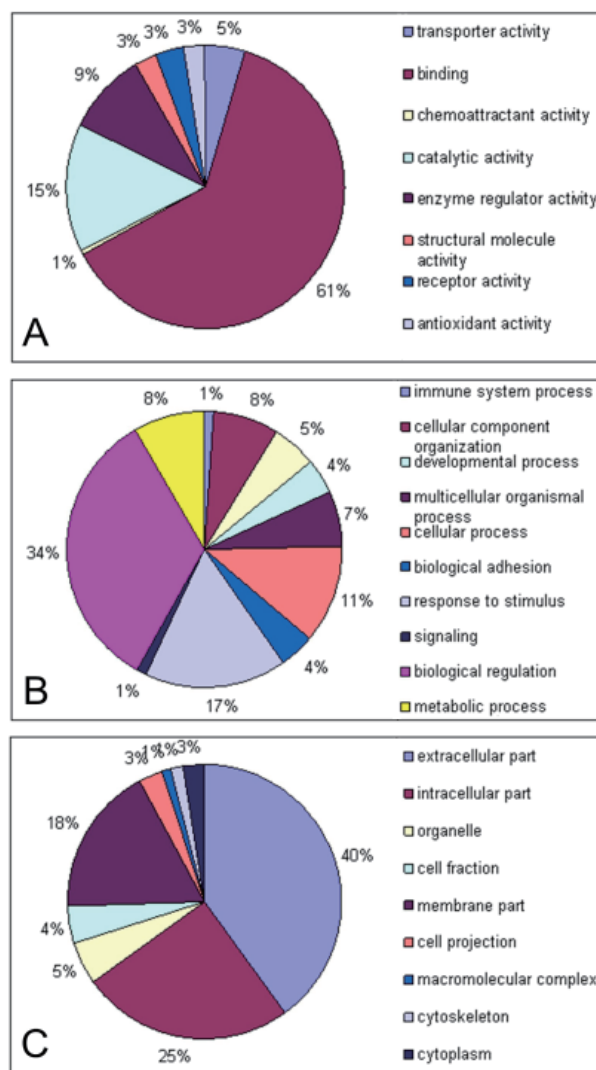 3% 3% 3% 5%
9%
15%
1%
61%
A
transporter activity
binding
chemoattractant activity
catalytic activity
enzyme regulator activity
structural molecule
activity
receptor activity
antioxidant activity
8% 1% 8%
5%
4%
7%
34%
11%
4%
1%
17%
B
immune system process
cellular component
organization
developmental process
multicellular organismal
process
cellular process
biological adhesion
response to stimulus
signaling
biological regulation
metabolic process
3% 1% 1% 3%
18%
40%
4%
5%
25%
C
extracellular part
intracellular part
organelle
cell fraction
membrane part
cell projection
macromolecular complex
cytoskeleton
cytoplasm